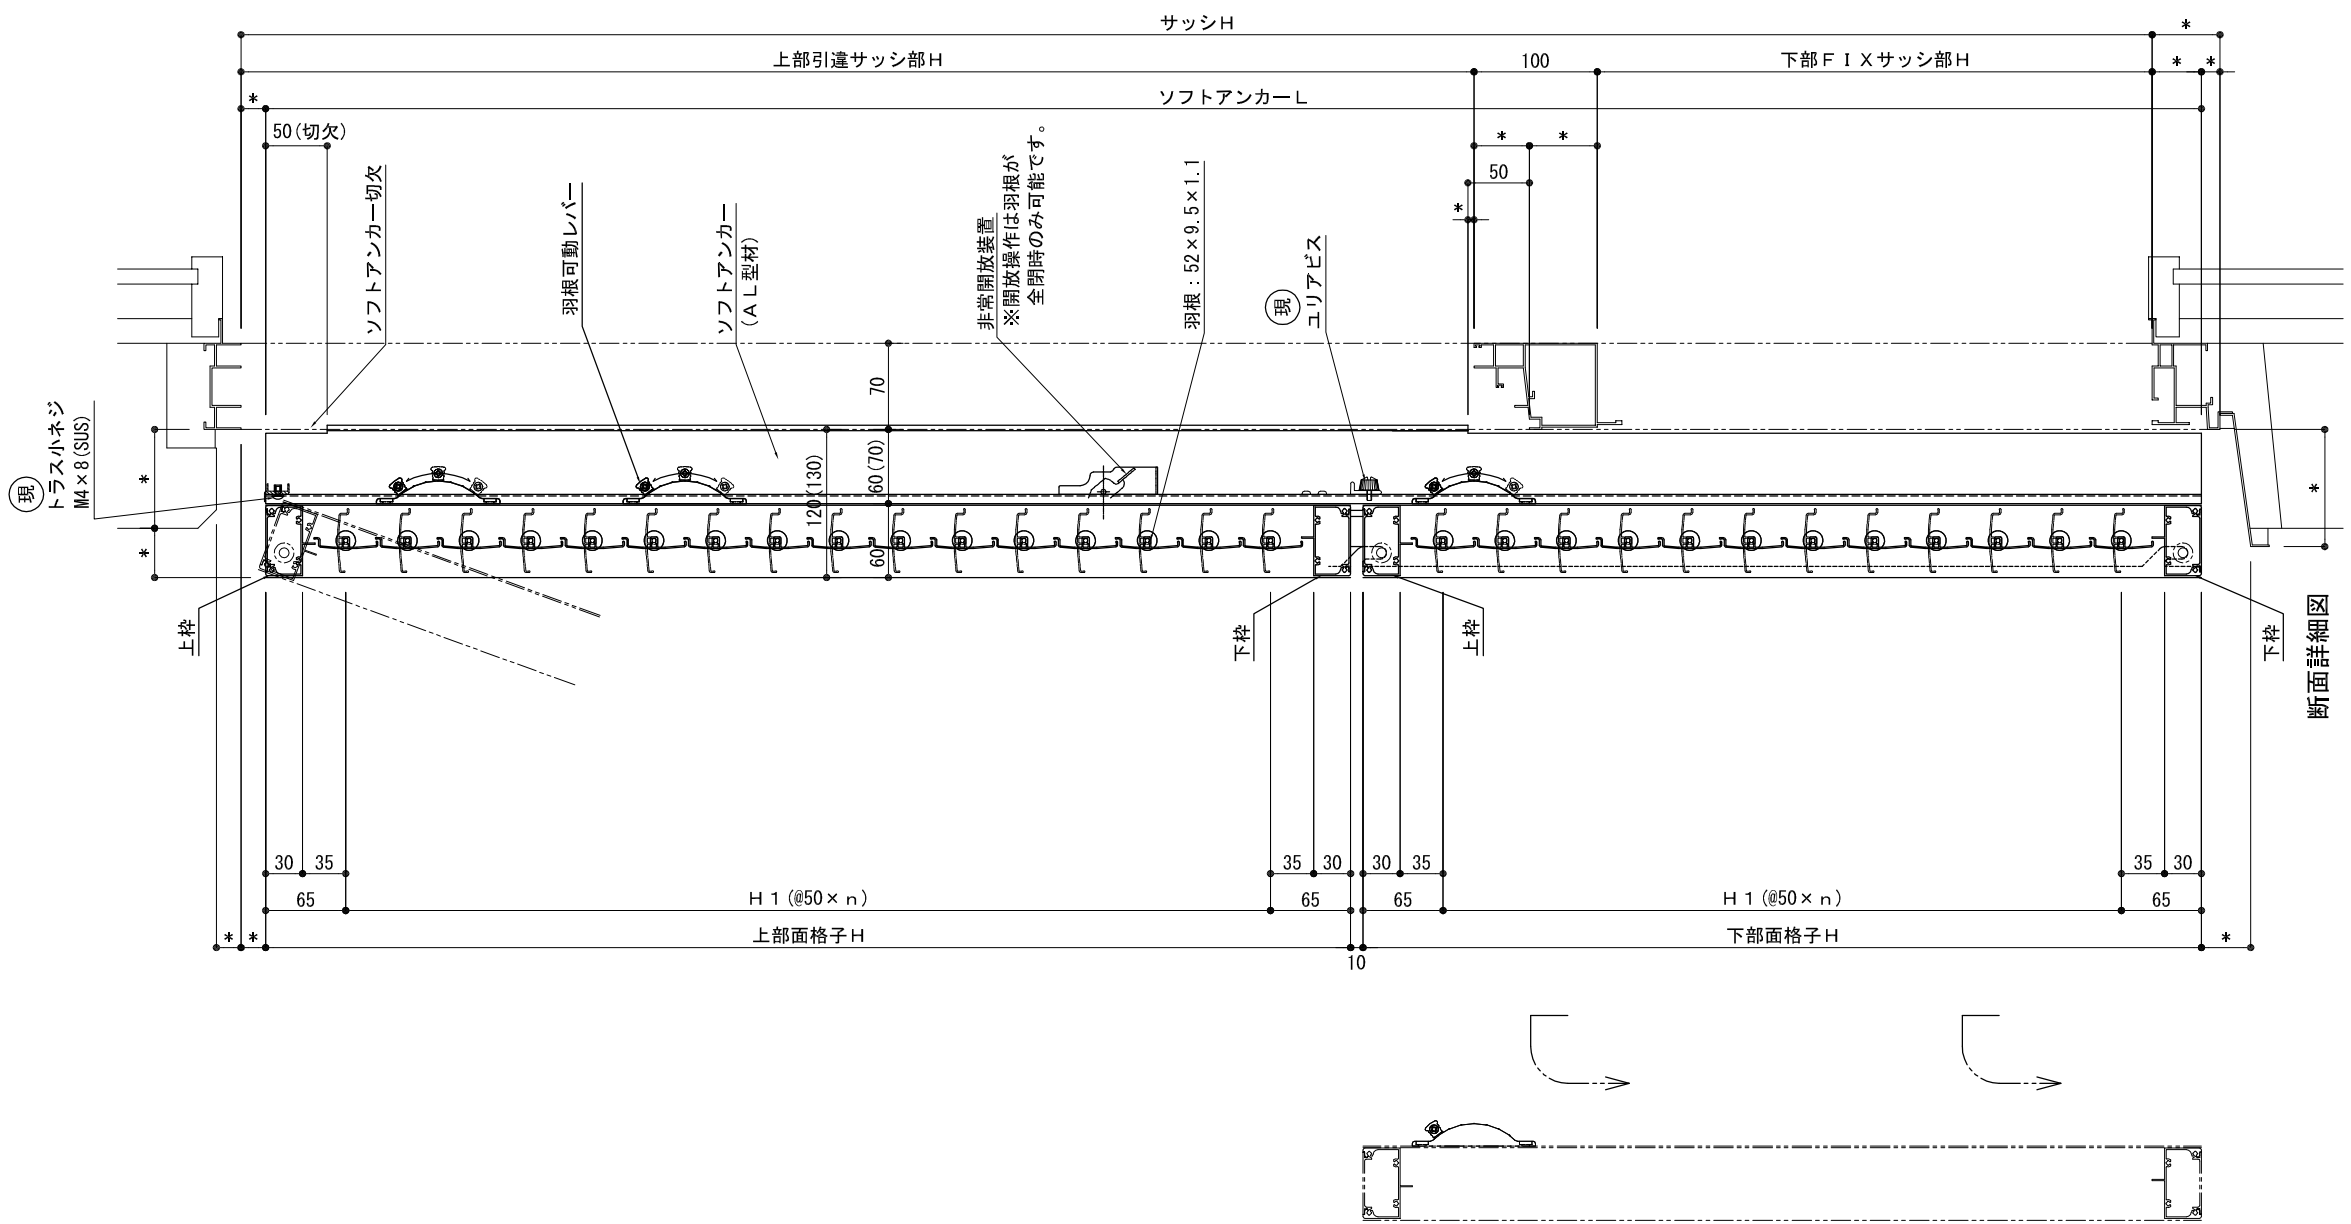 サッシH
*
上部引違サッシ部H
100
下部FIXサッシ部H
*
*
*
ソフトアンカーL
50(切欠)
*
*
50
*
ソフトアンカー切欠
羽根可動レバー
ソフトアンカー
(AL型材)
非常開放装置
※開放操作は羽根が
全閉時のみ可能です。
羽根：52×9.5×1.1
現
ユリアビス
現
トラス小ネジ
M4×8(SUS)
70
60(70)
120(130)
60
*
*
*
上枠
下枠
上枠
下枠
断面詳細図
30
35
35
30
30
35
35
30
65
H1(@50×n)
65
65
H1(@50×n)
65
*
*
上部面格子H
下部面格子H
*
10